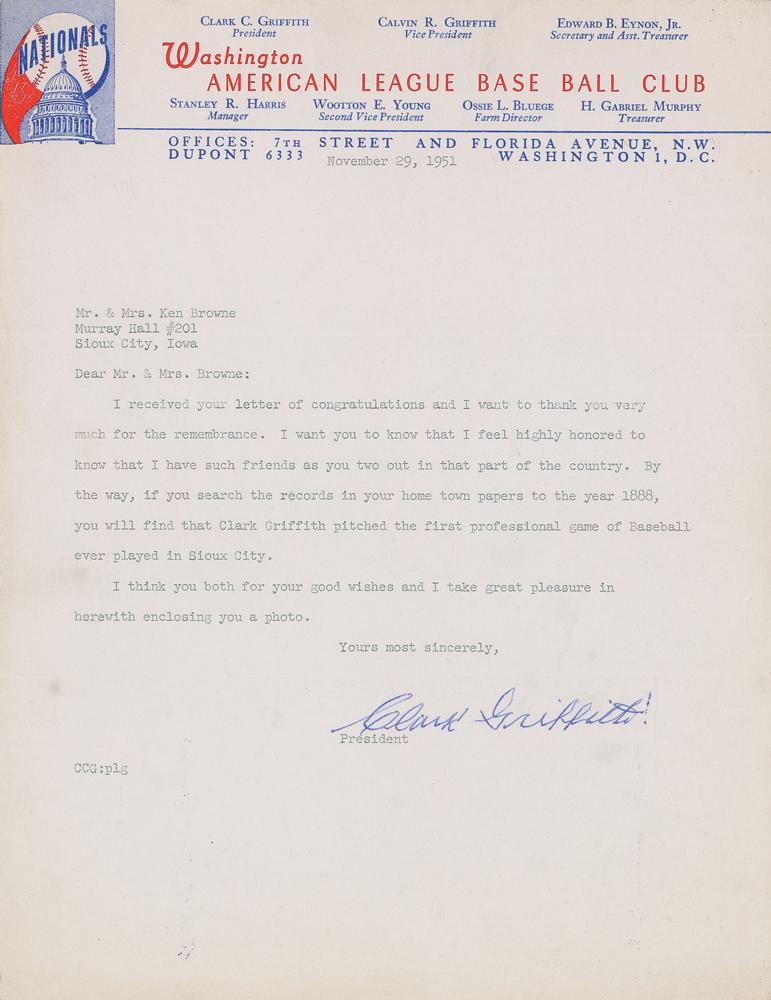 NATIONALS
CLARK C. GRIFFITH
President
CALVIN R. GRIFFITH
Vice President
EDWARD B. EYNON, JR.
Secretary and Asst. Treasurer
Washington
AMERICAN LEAGUE BASE BALL CLUB
STANLEY R. HARRIS
Manager
WOOTTON E. YOUNG
Second Vice President
OSSIE L. BLUEGE
Farm Director
H. GABRIEL MURPHY
Treasurer
OFFICES: 7TH STREET AND FLORIDA AVENUE, N.W.
DUPONT 6333
WASHINGTON 1, D.C.
November 29, 1951
Mr. & Mrs. Ken Browne
Murray Hall #201
Sioux City, Iowa
Dear Mr. & Mrs. Browne:
I received your letter of congratulations and I want to thank you very
much for the remembrance. I want you to know that I feel highly honored to
know that I have such friends as you two out in that part of the country. By
the way, if you search the records in your home town papers to the year 1888,
you will find that Clark Griffith pitched the first professional game of Baseball
ever played in Sioux City.
I think you both for your good wishes and I take great pleasure in
herewith enclosing you a photo.
Yours most sincerely,
Clark Griffith
President
CCG:plg